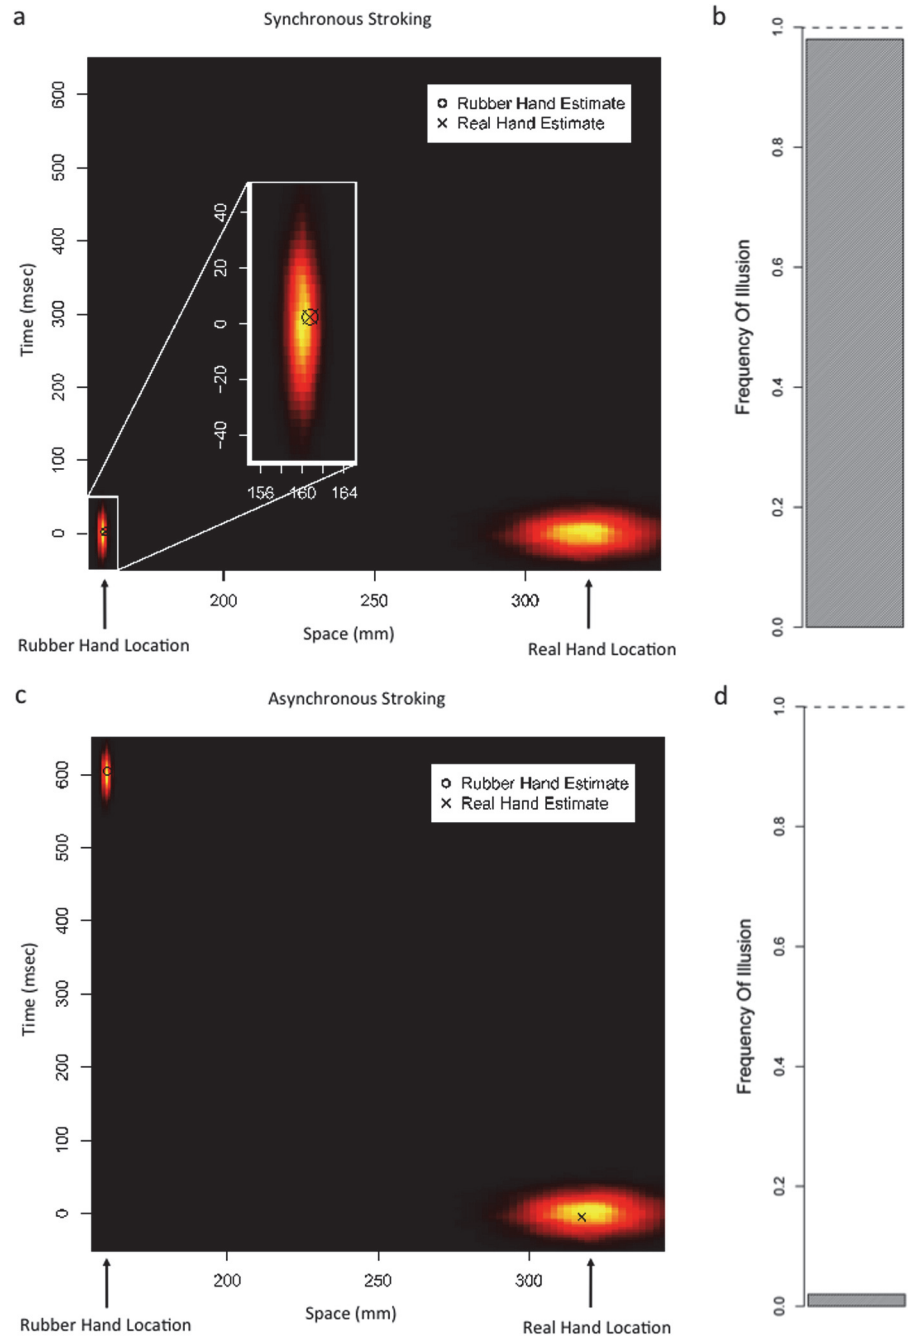 a
Synchronous Stroking
600
500
400
300
200
100
0
Time (msec)
Rubber Hand Estimate
Real Hand Estimate
40
20
0
−20
−40
156 160 164
200 250 300
Space (mm)
Rubber Hand Location
Real Hand Location
b
1.0
0.8
0.6
0.4
0.2
0.0
Frequency Of Illusion
c
Asynchronous Stroking
600
500
400
300
200
100
0
Time (msec)
Rubber Hand Estimate
Real Hand Estimate
200 250 300
Space (mm)
Rubber Hand Location
Real Hand Location
d
1.0
0.8
0.6
0.4
0.2
0.0
Frequency Of Illusion